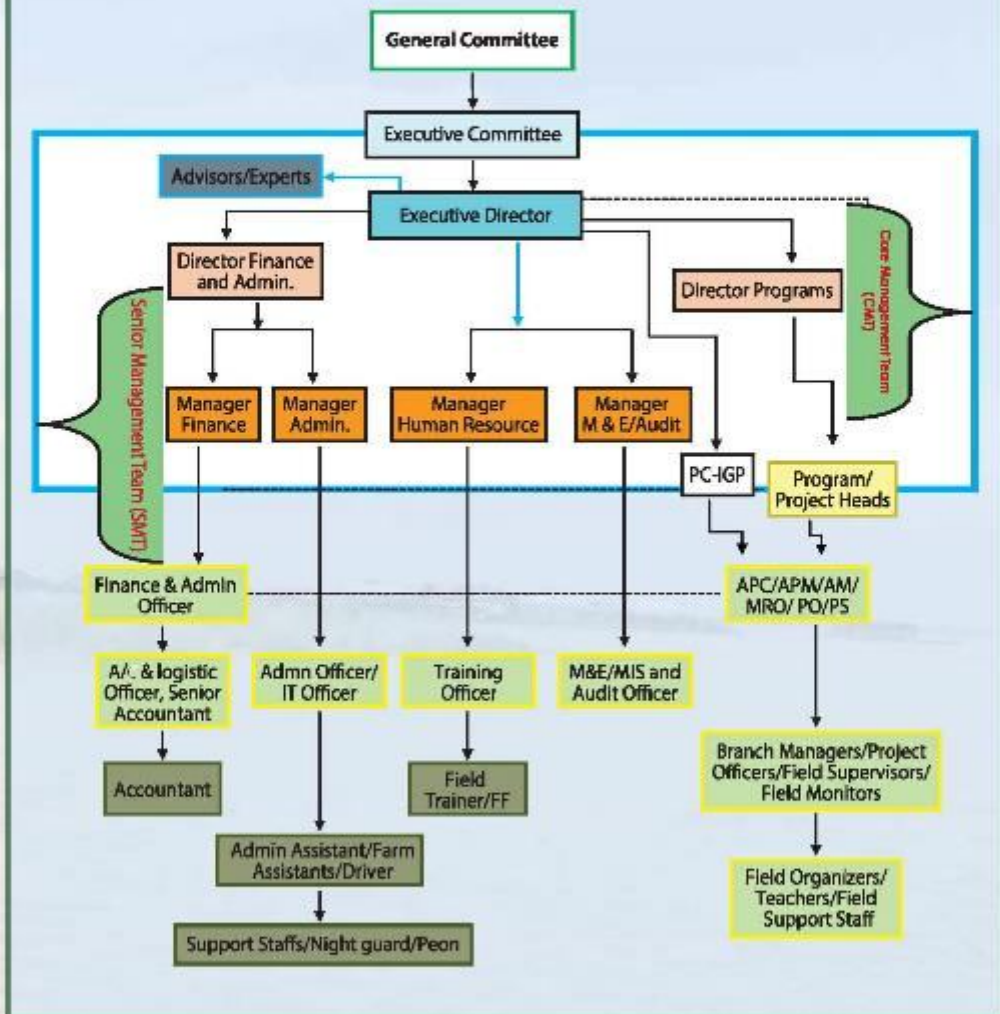 General Committee
Executive Committee
Advisors/Experts
Executive Director
Director Finance
and Admin.
Director Programs
Core Management Team
(CMT)
Senior Management Team (SMT)
Manager
Finance
Manager
Admin.
Manager
Human Resource
Manager
M & E/Audit
PC-IGP
Program/
Project Heads
Finance & Admin
Officer
APC/APM/AM/
MRO/ PO/PS
A/. & logistic
Officer, Senior
Accountant
Admn Officer/
IT Officer
Training
Officer
M&E/MIS and
Audit Officer
Accountant
Field
Trainer/FF
Branch Managers/Project
Officers/Field Supervisors/
Field Monitors
Admin Assistant/Farm
Assistants/Driver
Field Organizers/
Teachers/Field
Support Staff
Support Staffs/Night guard/Peon